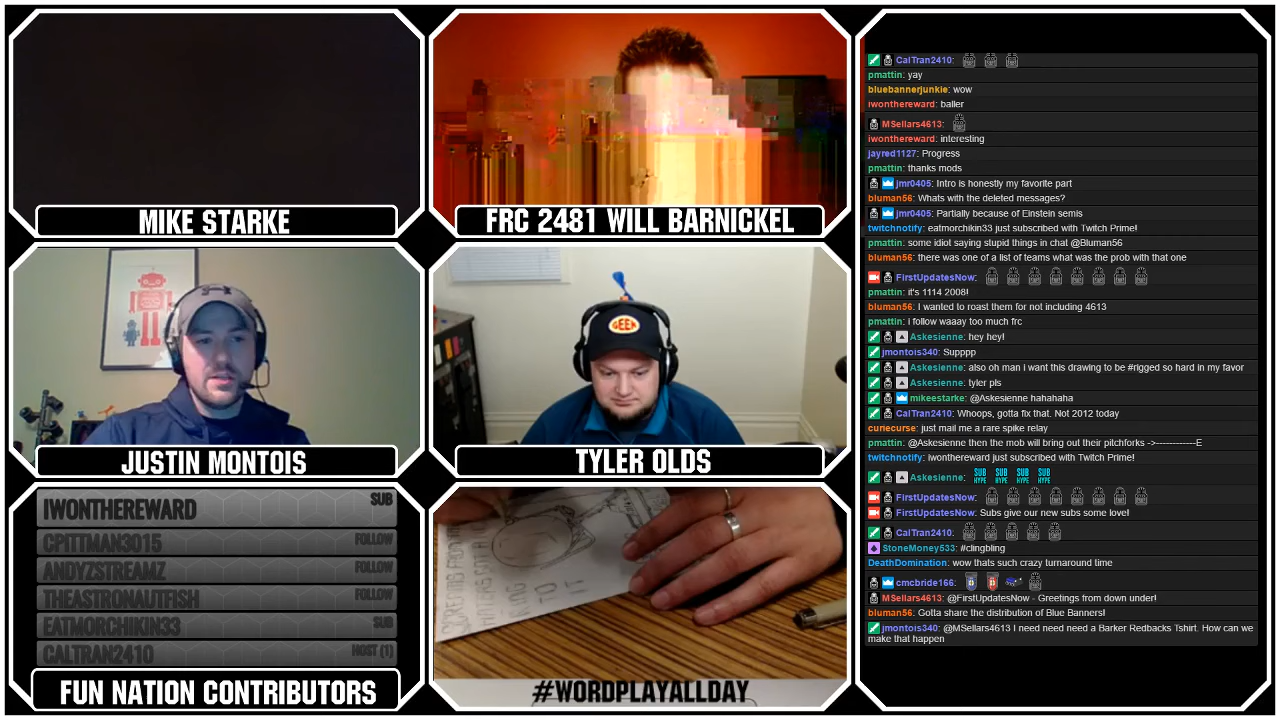 MIKE STARKE
FRC 2481 WILL BARNICKEL
JUSTIN MONTOIS
GEEK
TYLER OLDS
IWONTHEREWARD SUB
CPITTMAN3015 FOLLOW
ANDYZSTREAMZ FOLLOW
THEASTRONAUTFISH FOLLOW
EATMORCHIKIN33 SUB
CALTRAN2410 HOST (1)
FUN NATION CONTRIBUTORS
#WORDPLAYALLDAY
CalTran2410:
pmattin: yay
bluebannerjunkie: wow
iwonthereward: baller
MSellars4613:
iwonthereward: interesting
jayred1127: Progress
pmattin: thanks mods
jmr0405: Intro is honestly my favorite part
bluman56: Whats with the deleted messages?
jmr0405: Partially because of Einstein semis
twitchnotify: eatmorchikin33 just subscribed with Twitch Prime!
pmattin: some idiot saying stupid things in chat @Bluman56
bluman56: there was one of a list of teams what was the prob with that one
FirstUpdatesNow:
pmattin: it's 1114 2008!
bluman56: I wanted to roast them for not including 4613
pmattin: i follow waaay too much frc
Askesienne: hey hey!
jmontois340: Supppp
Askesienne: also oh man i want this drawing to be #rigged so hard in my favor
Askesienne: tyler pls
mikeestarke: @Askesienne hahahaha
CalTran2410: Whoops, gotta fix that. Not 2012 today
curiecurse: just mail me a rare spike relay
pmattin: @Askesienne then the mob will bring out their pitchforks ->------------E
twitchnotify: iwonthereward just subscribed with Twitch Prime!
Askesienne: SUB HYPE SUB HYPE SUB HYPE SUB HYPE
FirstUpdatesNow:
FirstUpdatesNow: Subs give our new subs some love!
CalTran2410:
StoneMoney533: #clingbling
DeathDomination: wow thats such crazy turnaround time
cmcbride166:
MSellars4613: @FirstUpdatesNow - Greetings from down under!
bluman56: Gotta share the distribution of Blue Banners!
jmontois340: @MSellars4613 I need need need a Barker Redbacks Tshirt. How can we
make that happen